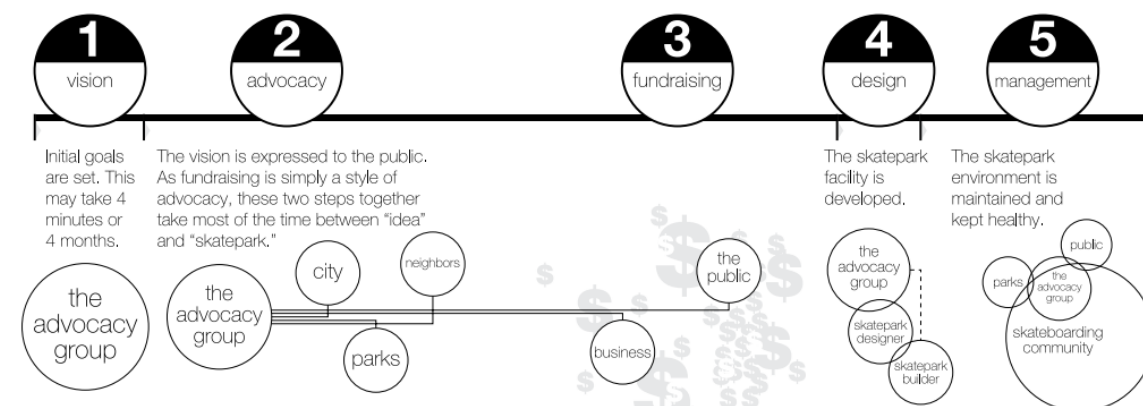 1
vision
2
advocacy
3
fundraising
4
design
5
management
Initial goals
are set. This
may take 4
minutes or
4 months.
The vision is expressed to the public.
As fundraising is simply a style of
advocacy, these two steps together
take most of the time between “idea”
and “skatepark.”
The skatepark
facility is
developed.
The skatepark
environment is
maintained and
kept healthy.
the
advocacy
group
the
advocacy
group
city
neighbors
parks
business
the
public
$
$
$
$
$
$
$
$
$
$
the
advocacy
group
skatepark
designer
skatepark
builder
public
parks
the
advocacy
group
skateboarding
community